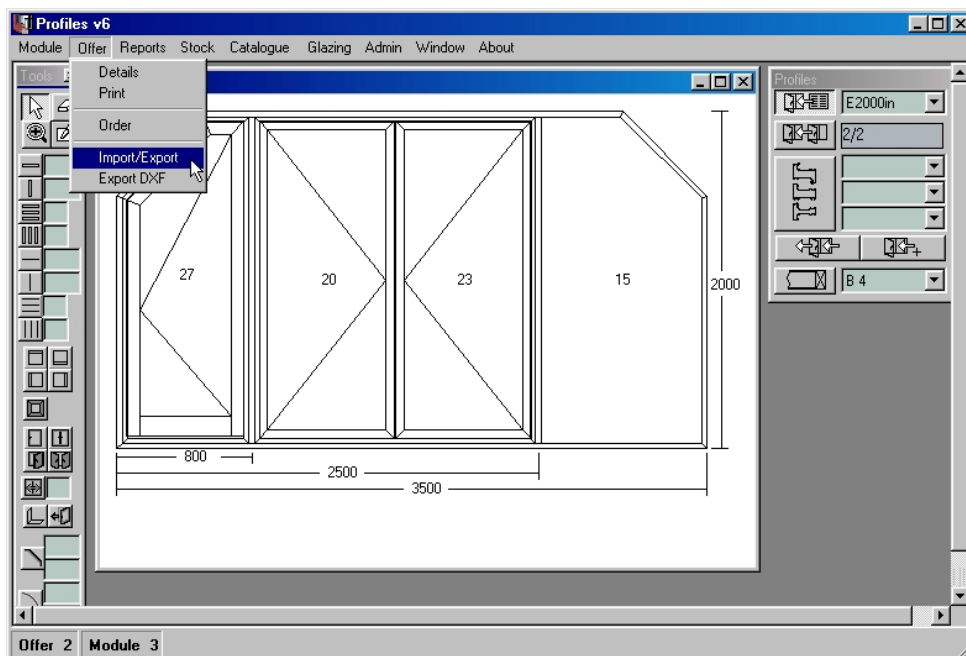 Profiles v6
Module Offer Reports Stock Catalogue Glazing Admin Window About
Tools
Details
Print
Order
Import/Export
Export DXF
Profiles
E2000in
2/2
B 4
27
20
23
15
2000
800
2500
3500
Offer 2 Module 3